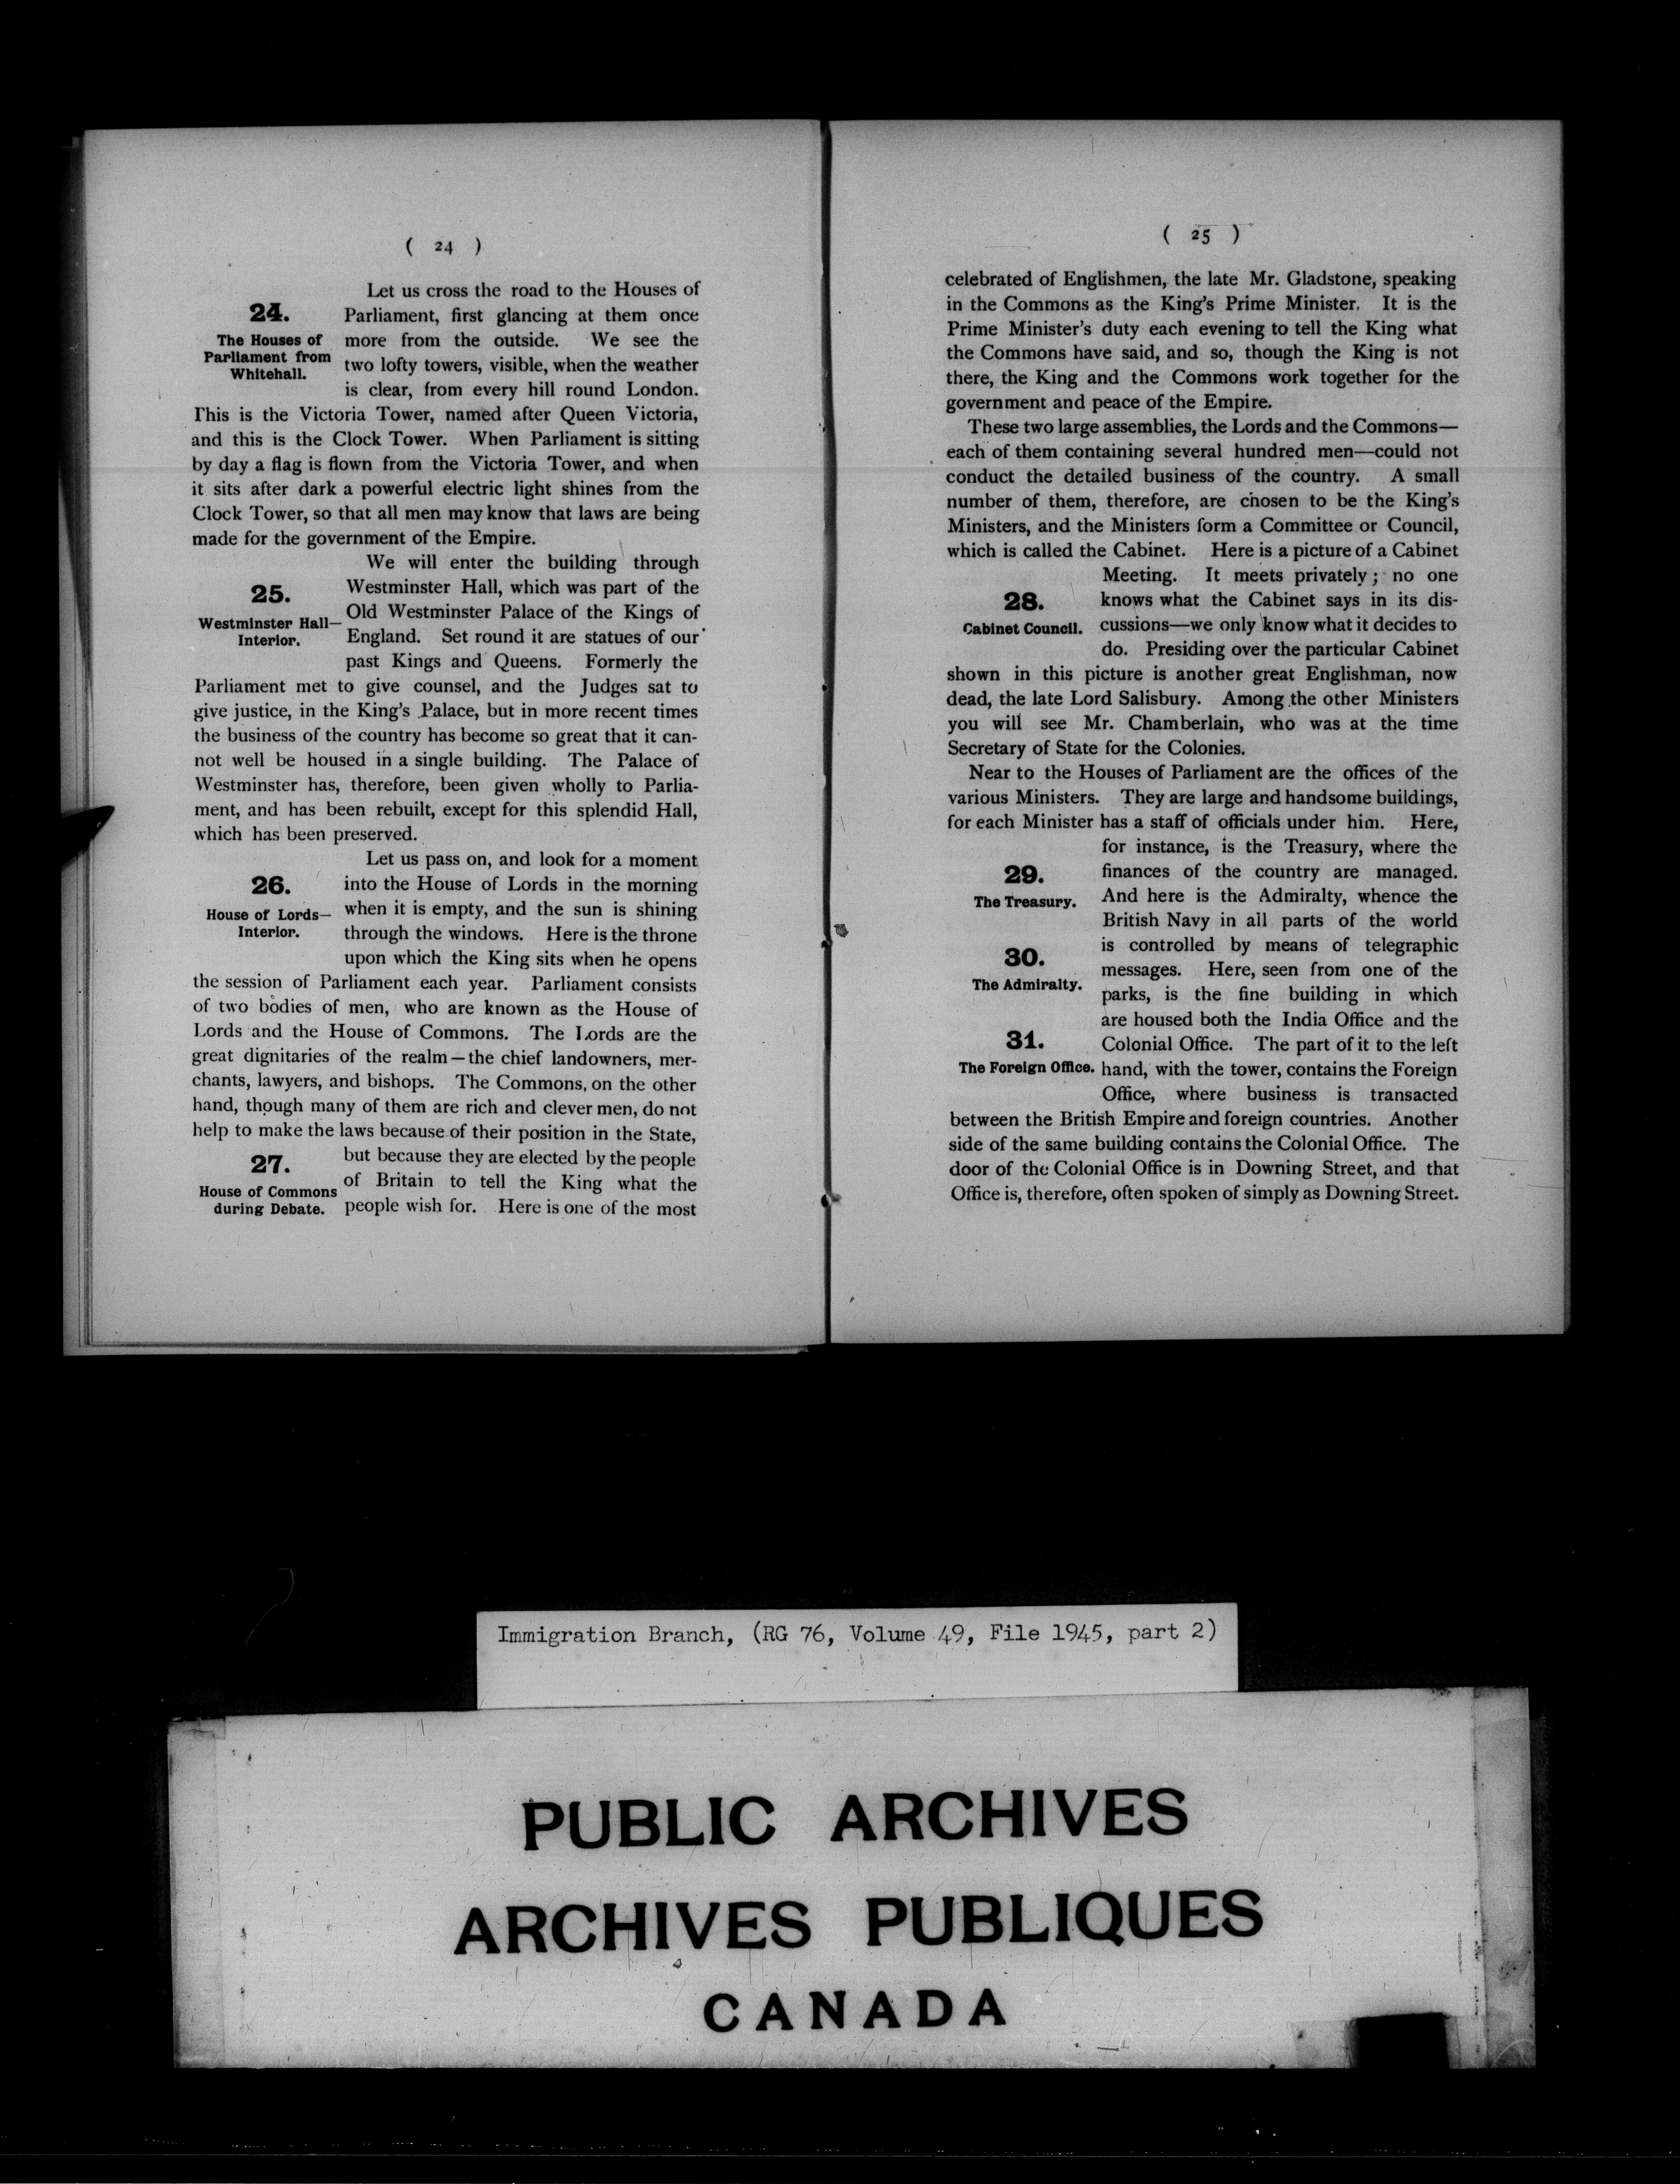 ( 24 )
Let us cross the road to the Houses of
24.
The Houses of
Parliament from
Whitehall.
Parliament, first glancing at them once
more from the outside. We see the
two lofty towers, visible, when the weather
is clear, from every hill round London.
This is the Victoria Tower, named after Queen Victoria,
and this is the Clock Tower. When Parliament is sitting
by day a flag is flown from the Victoria Tower, and when
it sits after dark a powerful electric light shines from the
Clock Tower, so that all men may know that laws are being
made for the government of the Empire.
We will enter the building through
25.
Westminster Hall—
Interior.
Westminster Hall, which was part of the
Old Westminster Palace of the Kings of
England. Set round it are statues of our
past Kings and Queens. Formerly the
Parliament met to give counsel, and the Judges sat to
give justice, in the King's Palace, but in more recent times
the business of the country has become so great that it can-
not well be housed in a single building. The Palace of
Westminster has, therefore, been given wholly to Parlia-
ment, and has been rebuilt, except for this splendid Hall,
which has been preserved.
Let us pass on, and look for a moment
26.
House of Lords—
Interior.
into the House of Lords in the morning
when it is empty, and the sun is shining
through the windows. Here is the throne
upon which the King sits when he opens
the session of Parliament each year. Parliament consists
of two bodies of men, who are known as the House of
Lords and the House of Commons. The Lords are the
great dignitaries of the realm—the chief landowners, mer-
chants, lawyers, and bishops. The Commons, on the other
hand, though many of them are rich and clever men, do not
help to make the laws because of their position in the State,
27.
House of Commons
during Debate.
but because they are elected by the people
of Britain to tell the King what the
people wish for. Here is one of the most
( 25 )
celebrated of Englishmen, the late Mr. Gladstone, speaking
in the Commons as the King's Prime Minister. It is the
Prime Minister's duty each evening to tell the King what
the Commons have said, and so, though the King is not
there, the King and the Commons work together for the
government and peace of the Empire.
These two large assemblies, the Lords and the Commons—
each of them containing several hundred men—could not
conduct the detailed business of the country. A small
number of them, therefore, are chosen to be the King's
Ministers, and the Ministers form a Committee or Council,
which is called the Cabinet. Here is a picture of a Cabinet
28.
Cabinet Council.
Meeting. It meets privately; no one
knows what the Cabinet says in its dis-
cussions—we only know what it decides to
do. Presiding over the particular Cabinet
shown in this picture is another great Englishman, now
dead, the late Lord Salisbury. Among the other Ministers
you will see Mr. Chamberlain, who was at the time
Secretary of State for the Colonies.
Near to the Houses of Parliament are the offices of the
various Ministers. They are large and handsome buildings,
for each Minister has a staff of officials under him. Here,
29.
The Treasury.
for instance, is the Treasury, where the
finances of the country are managed.
And here is the Admiralty, whence the
British Navy in all parts of the world
30.
The Admiralty.
is controlled by means of telegraphic
messages. Here, seen from one of the
parks, is the fine building in which
are housed both the India Office and the
31.
The Foreign Office.
Colonial Office. The part of it to the left
hand, with the tower, contains the Foreign
Office, where business is transacted
between the British Empire and foreign countries. Another
side of the same building contains the Colonial Office. The
door of the Colonial Office is in Downing Street, and that
Office is, therefore, often spoken of simply as Downing Street.
Immigration Branch, (RG 76, Volume 49, File 1945, part 2)
PUBLIC ARCHIVES
ARCHIVES PUBLIQUES
CANADA